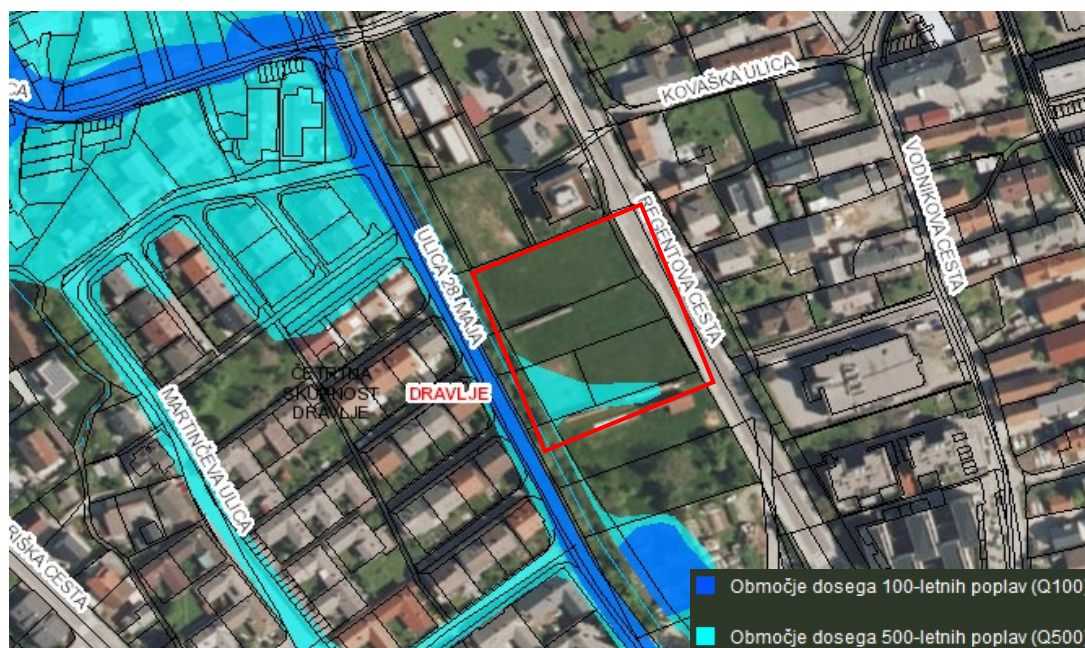 CA
KOVAŠKA ULICA
VODNIKOVA CESTA
REGENTOVA CESTA
ULICA 28. MAJA
ČETRTNA
SKUPNOST
DRAVLJE
DRAVLJE
MARTINČEVA ULICA
RIŠKA CESTA
Območje dosega 100-letnih poplav (Q100)
Območje dosega 500-letnih poplav (Q500